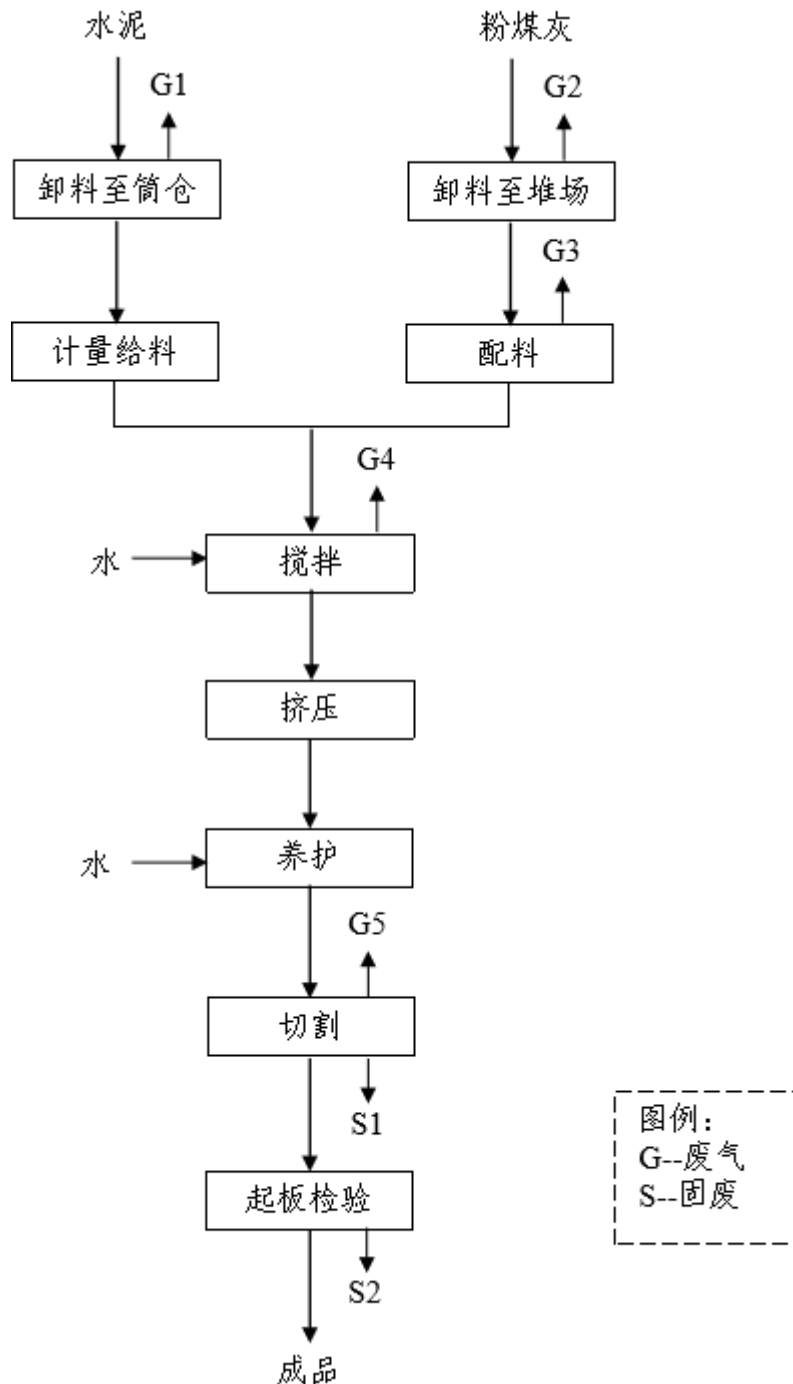 水泥
粉煤灰
G1
G2
卸料至筒仓
卸料至堆场
G3
计量给料
配料
G4
水
搅拌
挤压
水
养护
G5
切割
S1
图例：
G--废气
S--固废
起板检验
S2
成品